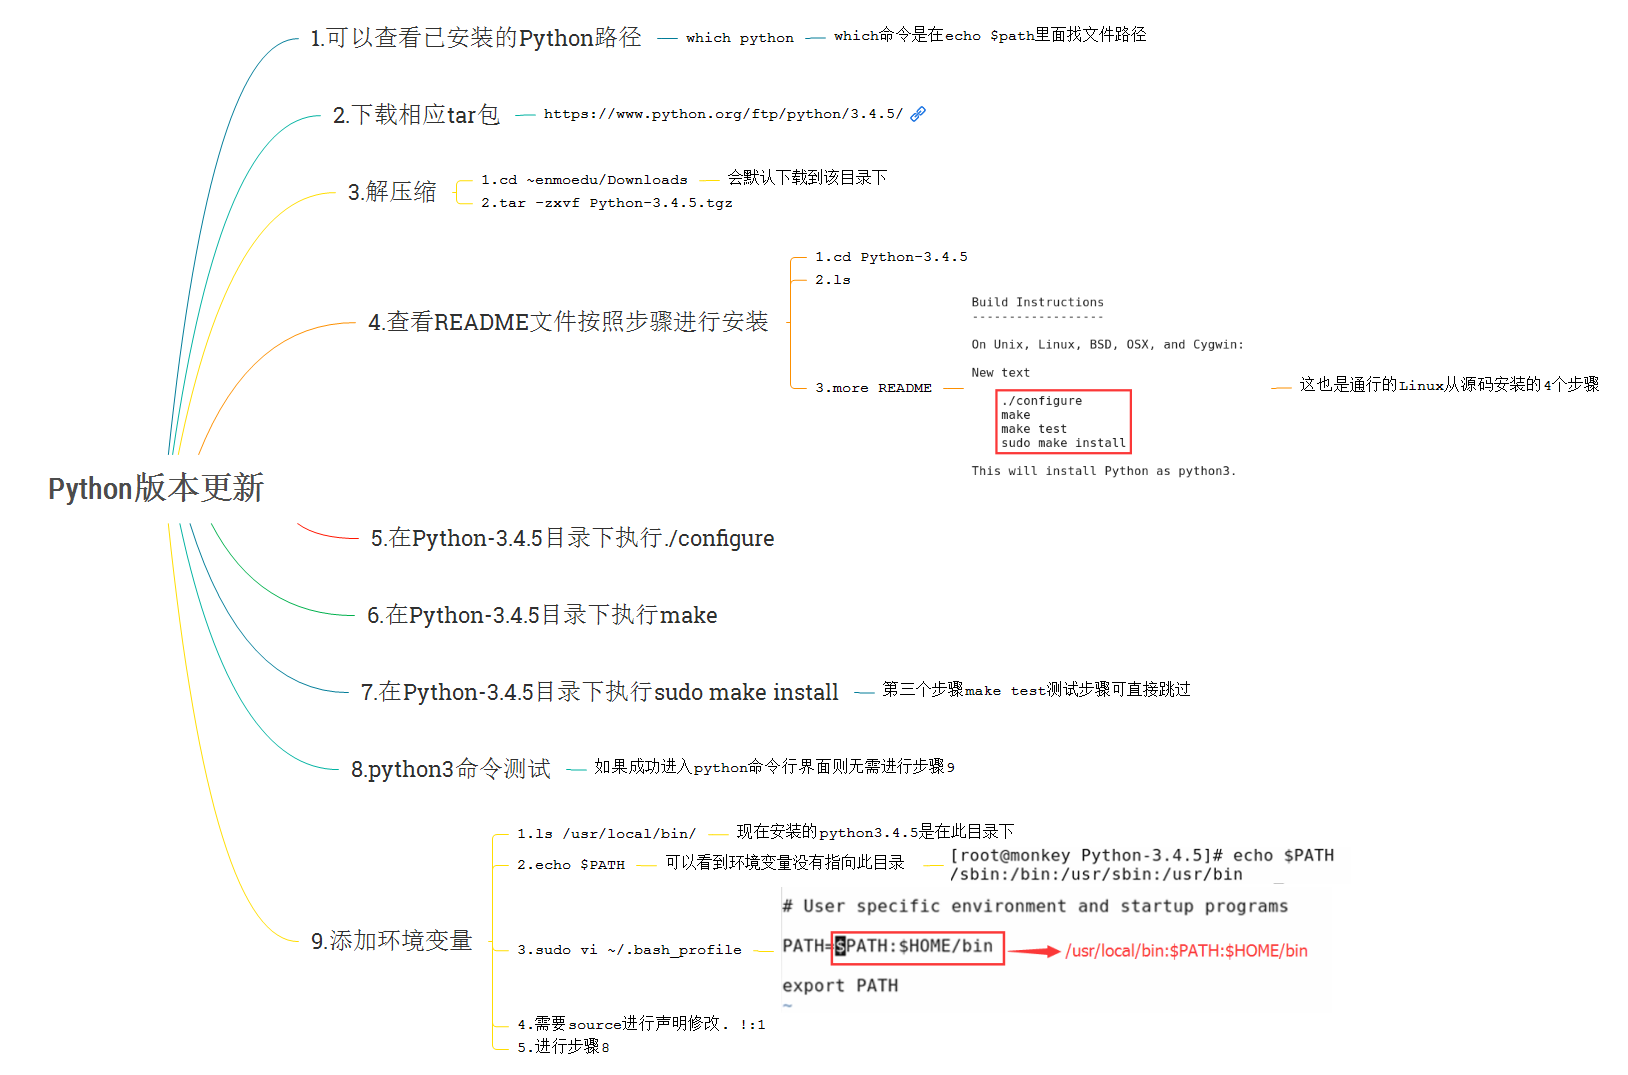 Python版本更新
1.可以查看已安装的Python路径
which python
which命令是在echo $path里面找文件路径
2.下载相应tar包
https://www.python.org/ftp/python/3.4.5/
3.解压缩
1.cd ~enmoedu/Downloads
会默认下载到该目录下
2.tar -zxvf Python-3.4.5.tgz
4.查看README文件按照步骤进行安装
1.cd Python-3.4.5
2.ls
3.more README
Build Instructions
------------------
On Unix, Linux, BSD, OSX, and Cygwin:
New text
./configure
make
make test
sudo make install
This will install Python as python3.
这也是通行的Linux从源码安装的4个步骤
5.在Python-3.4.5目录下执行./configure
6.在Python-3.4.5目录下执行make
7.在Python-3.4.5目录下执行sudo make install
第三个步骤make test测试步骤可直接跳过
8.python3命令测试
如果成功进入python命令行界面则无需进行步骤9
9.添加环境变量
1.ls /usr/local/bin/
现在安装的python3.4.5是在此目录下
2.echo $PATH
可以看到环境变量没有指向此目录
[root@monkey Python-3.4.5]# echo $PATH
/sbin:/bin:/usr/sbin:/usr/bin
3.sudo vi ~/.bash_profile
# User specific environment and startup programs
PATH=$PATH:$HOME/bin
/usr/local/bin:$PATH:$HOME/bin
export PATH
~
4.需要source进行声明修改. !:1
5.进行步骤8